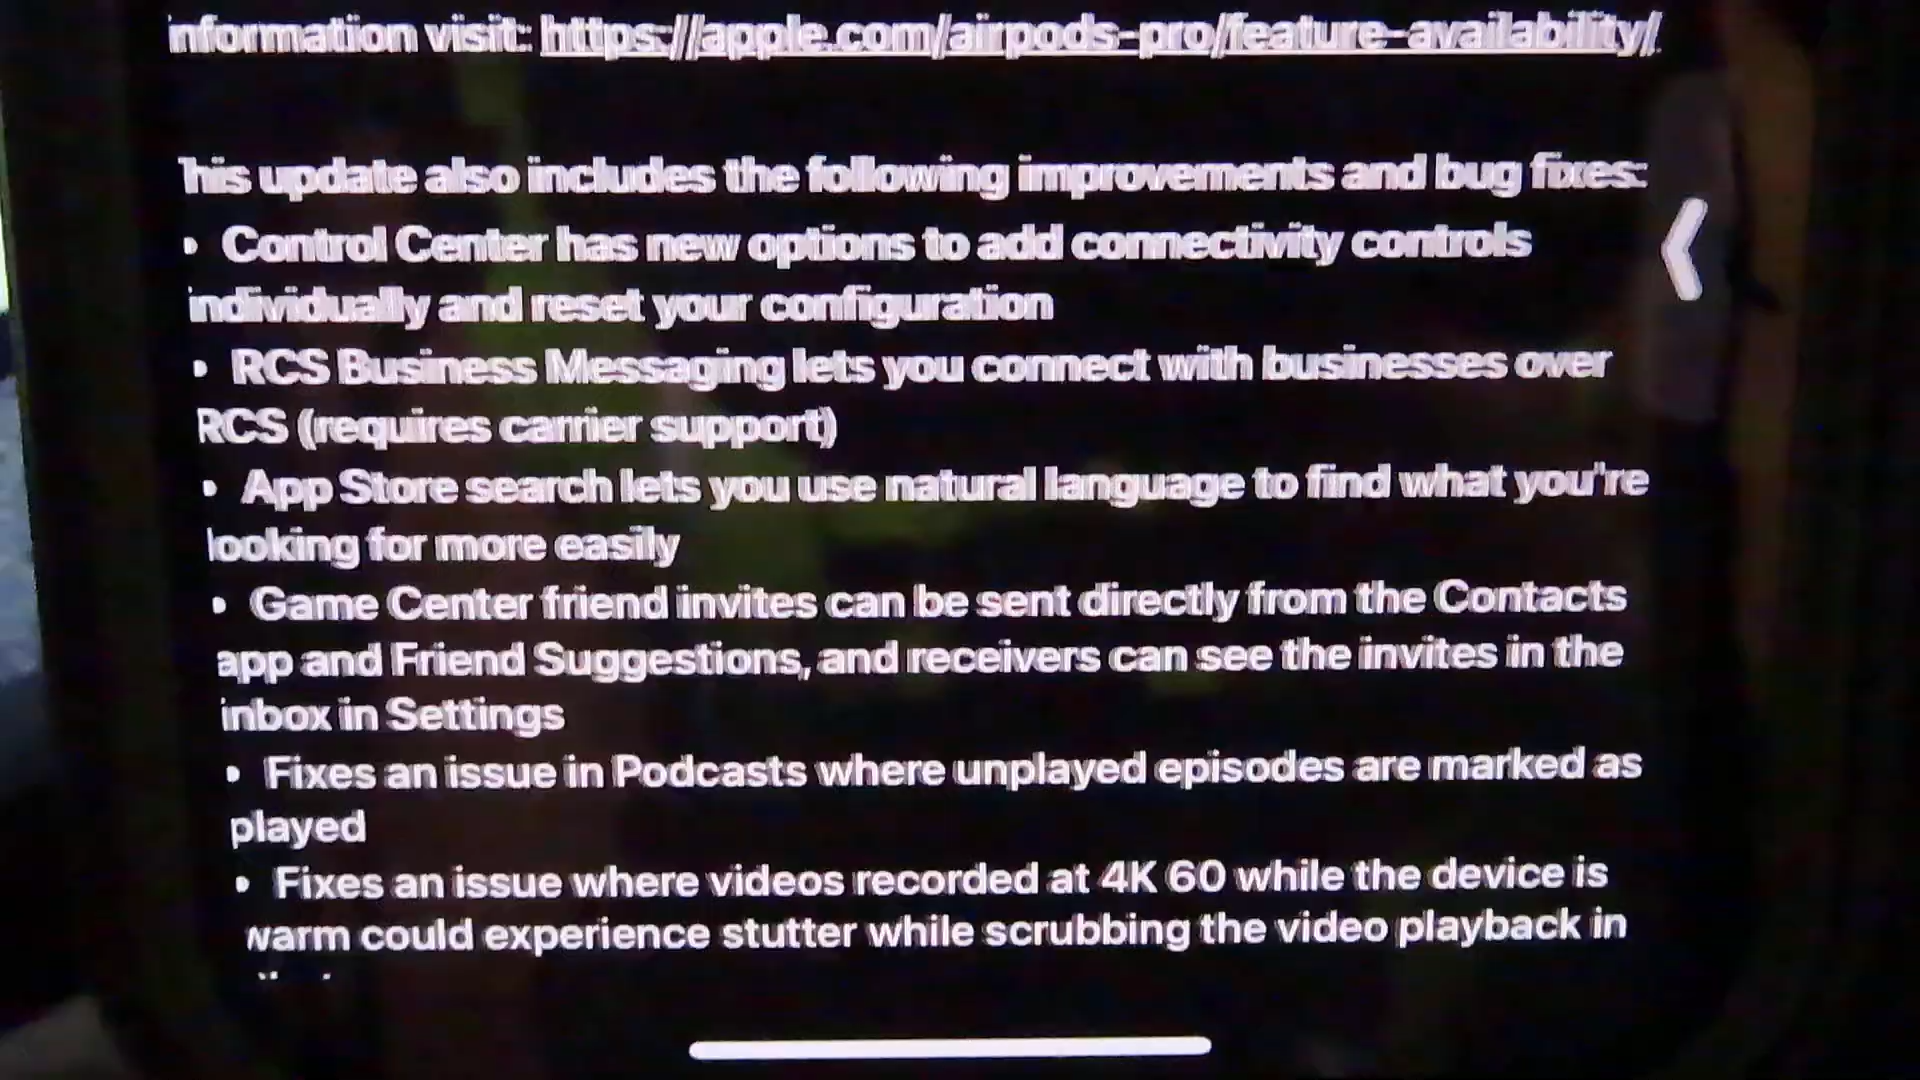 nformation visit: https://apple.com/airpods-pro/feature-availability/
This update also includes the following improvements and bug fixes:
• Control Center has new options to add connectivity controls
individually and reset your configuration
• RCS Business Messaging lets you connect with businesses over
RCS (requires carrier support)
• App Store search lets you use natural language to find what you're
looking for more easily
• Game Center friend invites can be sent directly from the Contacts
app and Friend Suggestions, and receivers can see the invites in the
inbox in Settings
• Fixes an issue in Podcasts where unplayed episodes are marked as
played
• Fixes an issue where videos recorded at 4K 60 while the device is
warm could experience stutter while scrubbing the video playback in